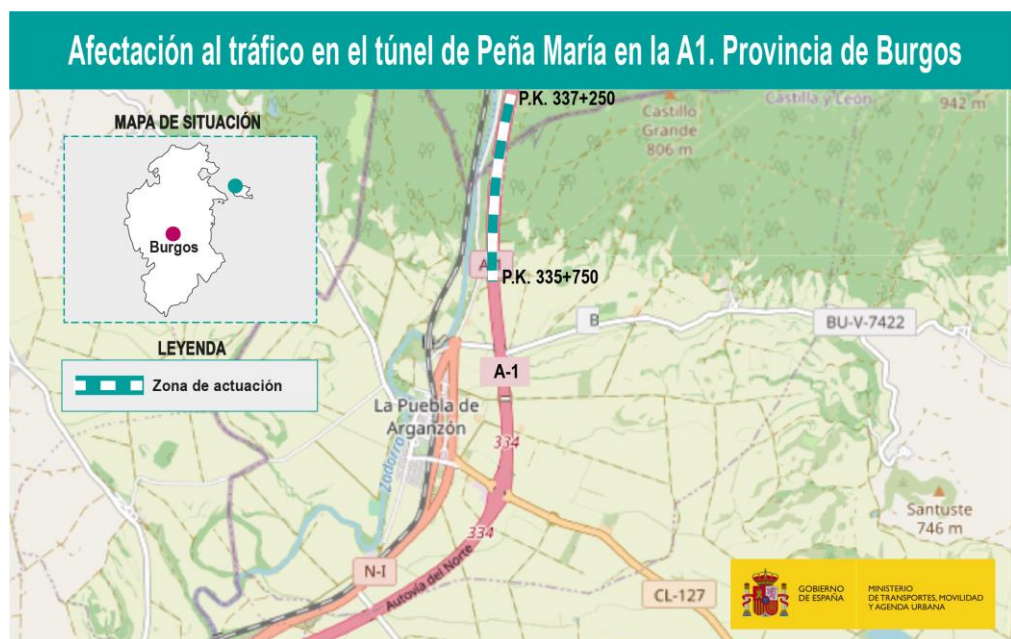 Afectación al tráfico en el túnel de Peña María en la A1. Provincia de Burgos
P.K. 337+250
Castillo
Grande
806 m
Castilla y León
942 m
MAPA DE SITUACIÓN
Burgos
A-1
P.K. 335+750
B
BU-V-7422
LEYENDA
Zona de actuación
A-1
La Puebla de
Arganzón
334
Zadorra
Santuste
746 m
334
N-I
Autovía del Norte
CL-127
GOBIERNO
DE ESPAÑA
MINISTERIO
DE TRANSPORTES, MOVILIDAD
Y AGENDA URBANA